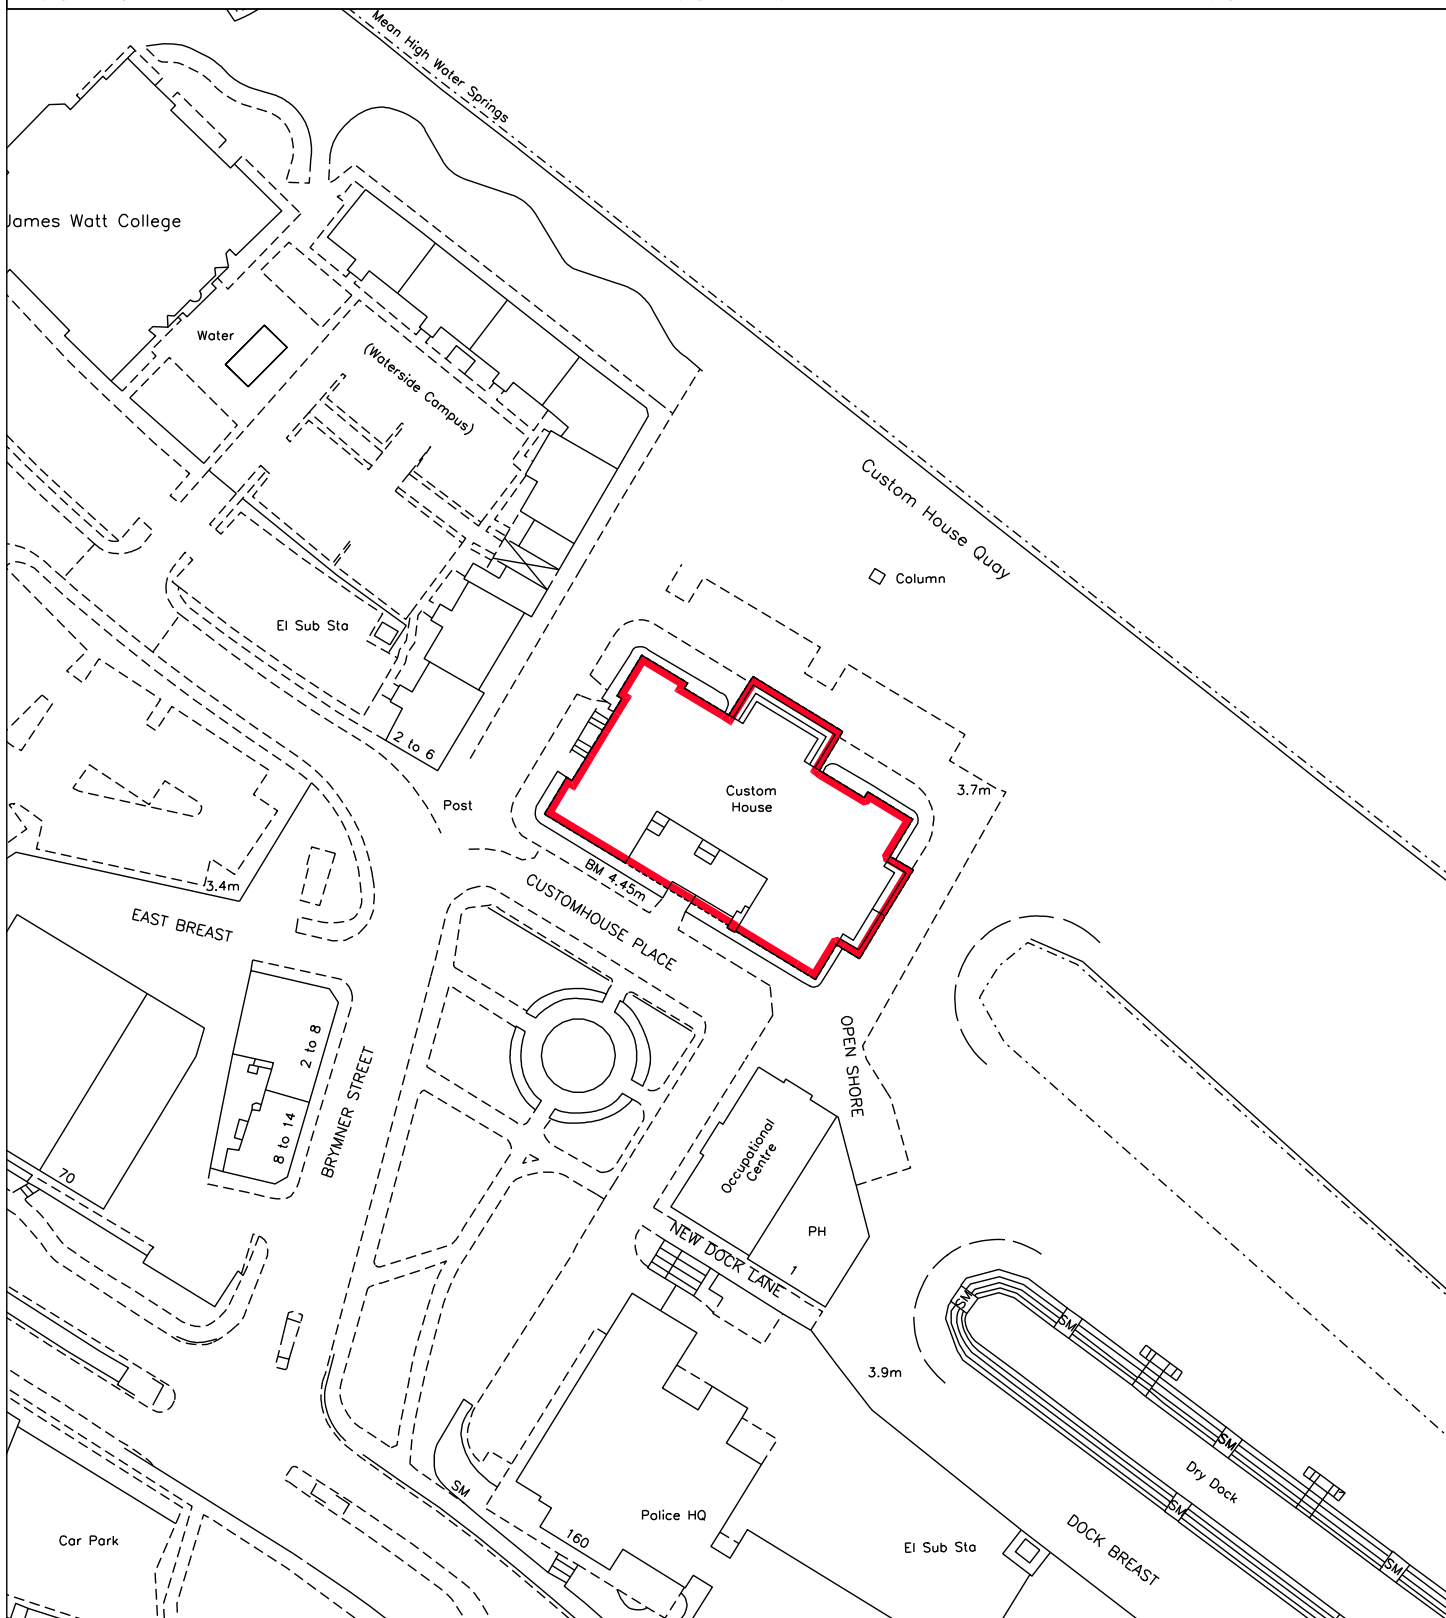 Mean High Water Springs
James Watt College
Water
(Waterside Campus)
Custom House Quay
Column
El Sub Sta
2 to 6
Post
Custom
House
3.7m
BM 4.45m
3.4m
EAST BREAST
CUSTOMHOUSE PLACE
OPEN SHORE
2 to 8
8 to 14
BRYMNER STREET
70
Occupational
Centre
PH
1
NEW DOCK LANE
3.9m
SM
SM
SM
Dry Dock
SM
SM
SM
Police HQ
160
Car Park
El Sub Sta
DOCK BREAST